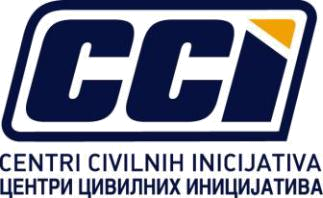 CCI
CENTRI CIVILNIH INICIJATIVA
ЦЕНТРИ ЦИВИЛНИХ ИНИЦИЈАТИВА